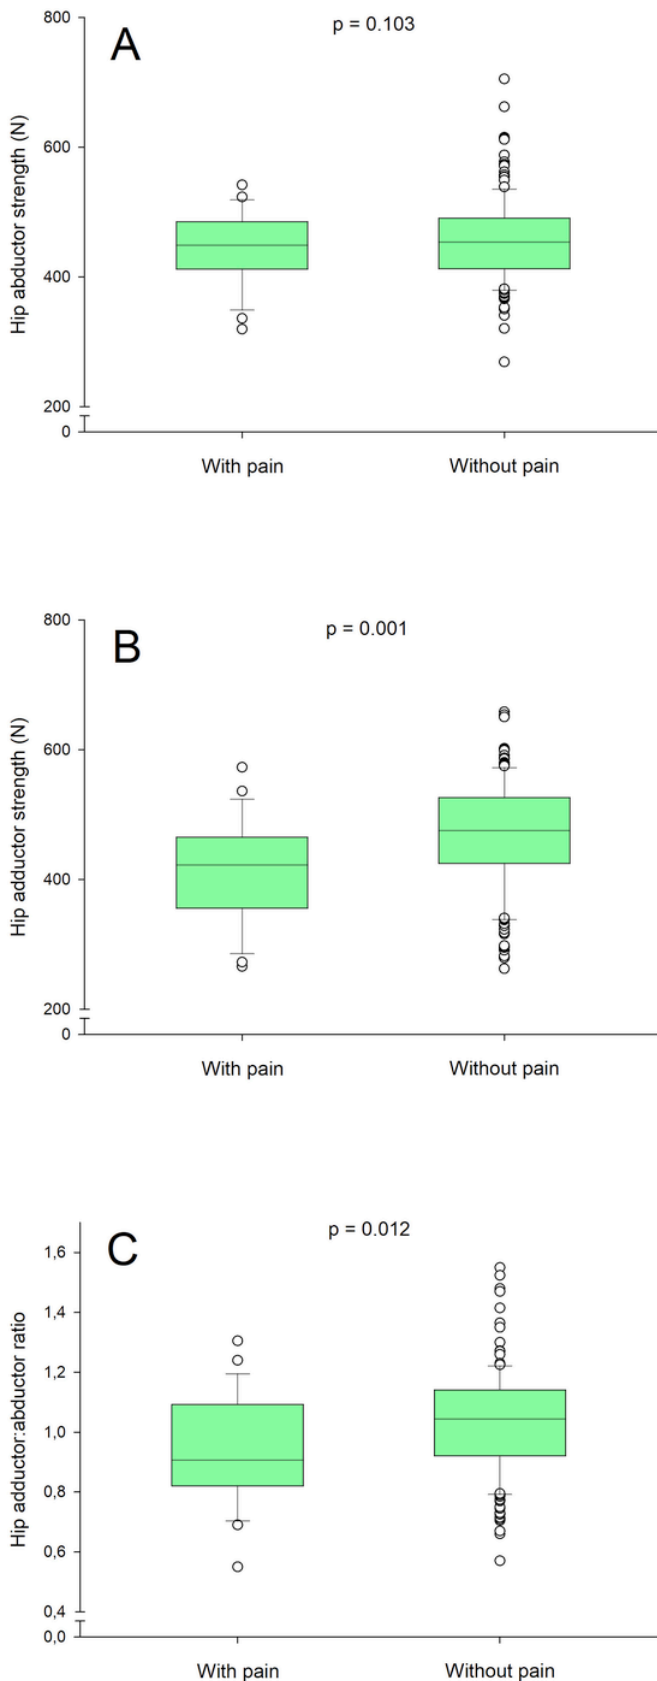 A
p = 0.103
Hip abductor strength (N)
800
600
400
200
0
With pain
Without pain
B
p = 0.001
Hip adductor strength (N)
800
600
400
200
0
With pain
Without pain
C
p = 0.012
Hip adductor:abductor ratio
1,6
1,4
1,2
1,0
0,8
0,6
0,4
0,0
With pain
Without pain